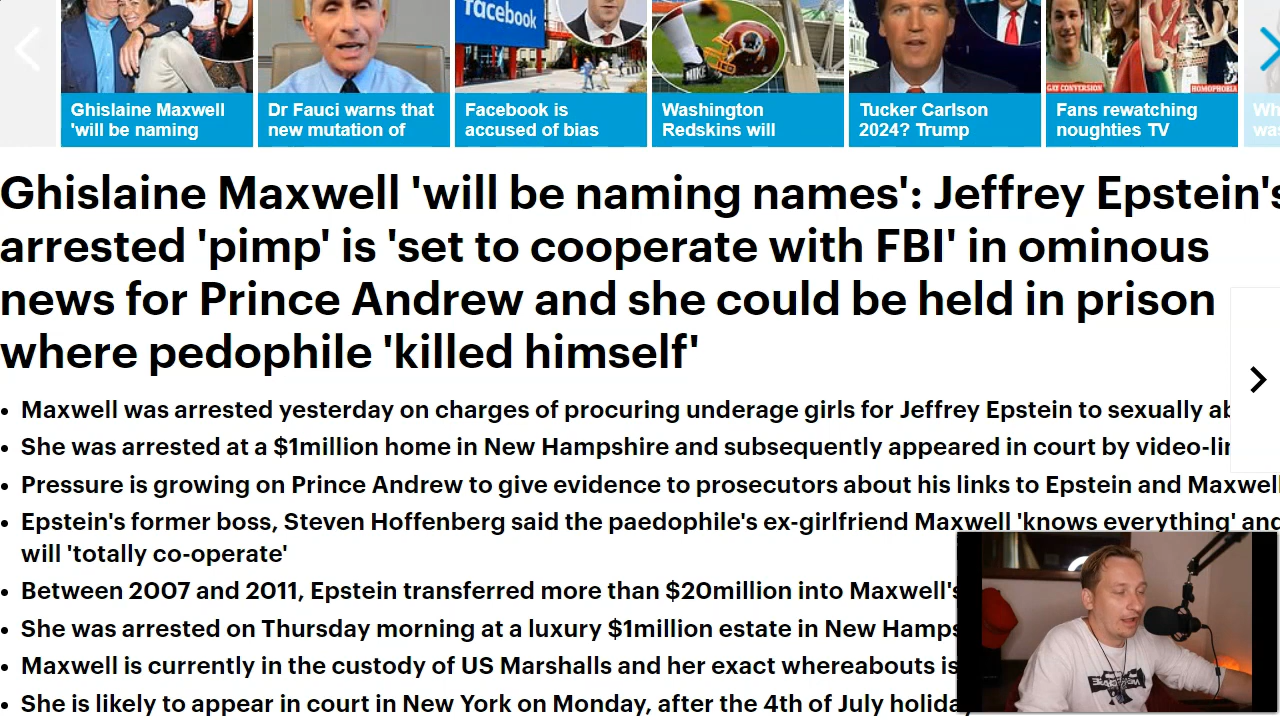 facebook
GAY CONVERSION
HOMOPHOBIA
Ghislaine Maxwell
'will be naming
Dr Fauci warns that
new mutation of
Facebook is
accused of bias
Washington
Redskins will
Tucker Carlson
2024? Trump
Fans rewatching
noughties TV
Ghislaine Maxwell 'will be naming names': Jeffrey Epstein's
arrested 'pimp' is 'set to cooperate with FBI' in ominous
news for Prince Andrew and she could be held in prison
where pedophile 'killed himself'
• Maxwell was arrested yesterday on charges of procuring underage girls for Jeffrey Epstein to sexually
• She was arrested at a $1million home in New Hampshire and subsequently appeared in court by
• Pressure is growing on Prince Andrew to give evidence to prosecutors about his links to Epstein and Maxwell
• Epstein's former boss, Steven Hoffenberg said the paedophile's ex-girlfriend Maxwell 'knows everything' and
will 'totally co-operate'
• Between 2007 and 2011, Epstein transferred more than $20million into Maxwell's
• She was arrested on Thursday morning at a luxury $1million estate in New
• Maxwell is currently in the custody of US Marshalls and her exact whereabouts is
• She is likely to appear in court in New York on Monday, after the 4th of July holiday